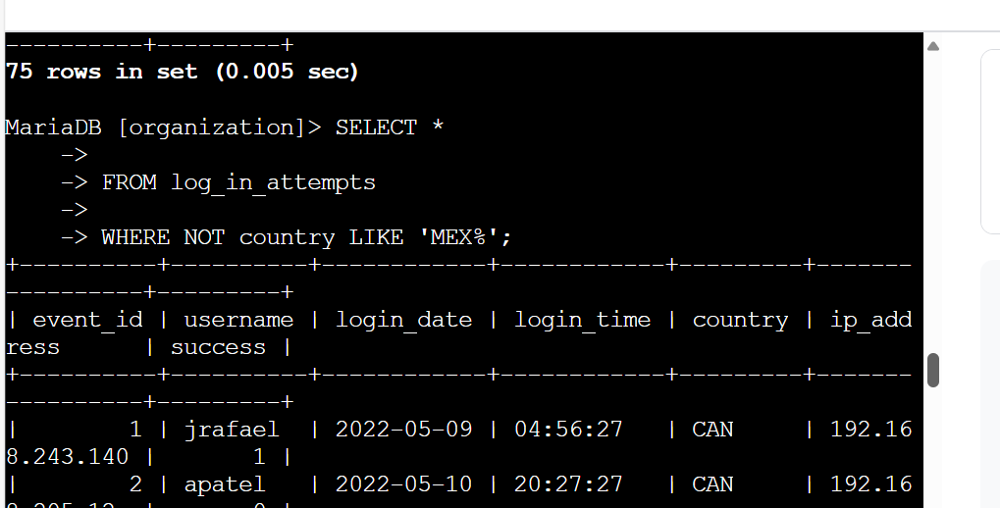 ----------+---------+
75 rows in set (0.005 sec)
MariaDB [organization]> SELECT *
    ->
    -> FROM log_in_attempts
    ->
    -> WHERE NOT country LIKE 'MEX%';
+----------+----------+------------+------------+---------+-------
----------+---------+
| event_id | username | login_date | login_time | country | ip_add
ress      | success |
+----------+----------+------------+------------+---------+-------
----------+---------+
|        1 | jrafael  | 2022-05-09 | 04:56:27   | CAN     | 192.16
8.243.140 |       1 |
|        2 | apatel   | 2022-05-10 | 20:27:27   | CAN     | 192.16